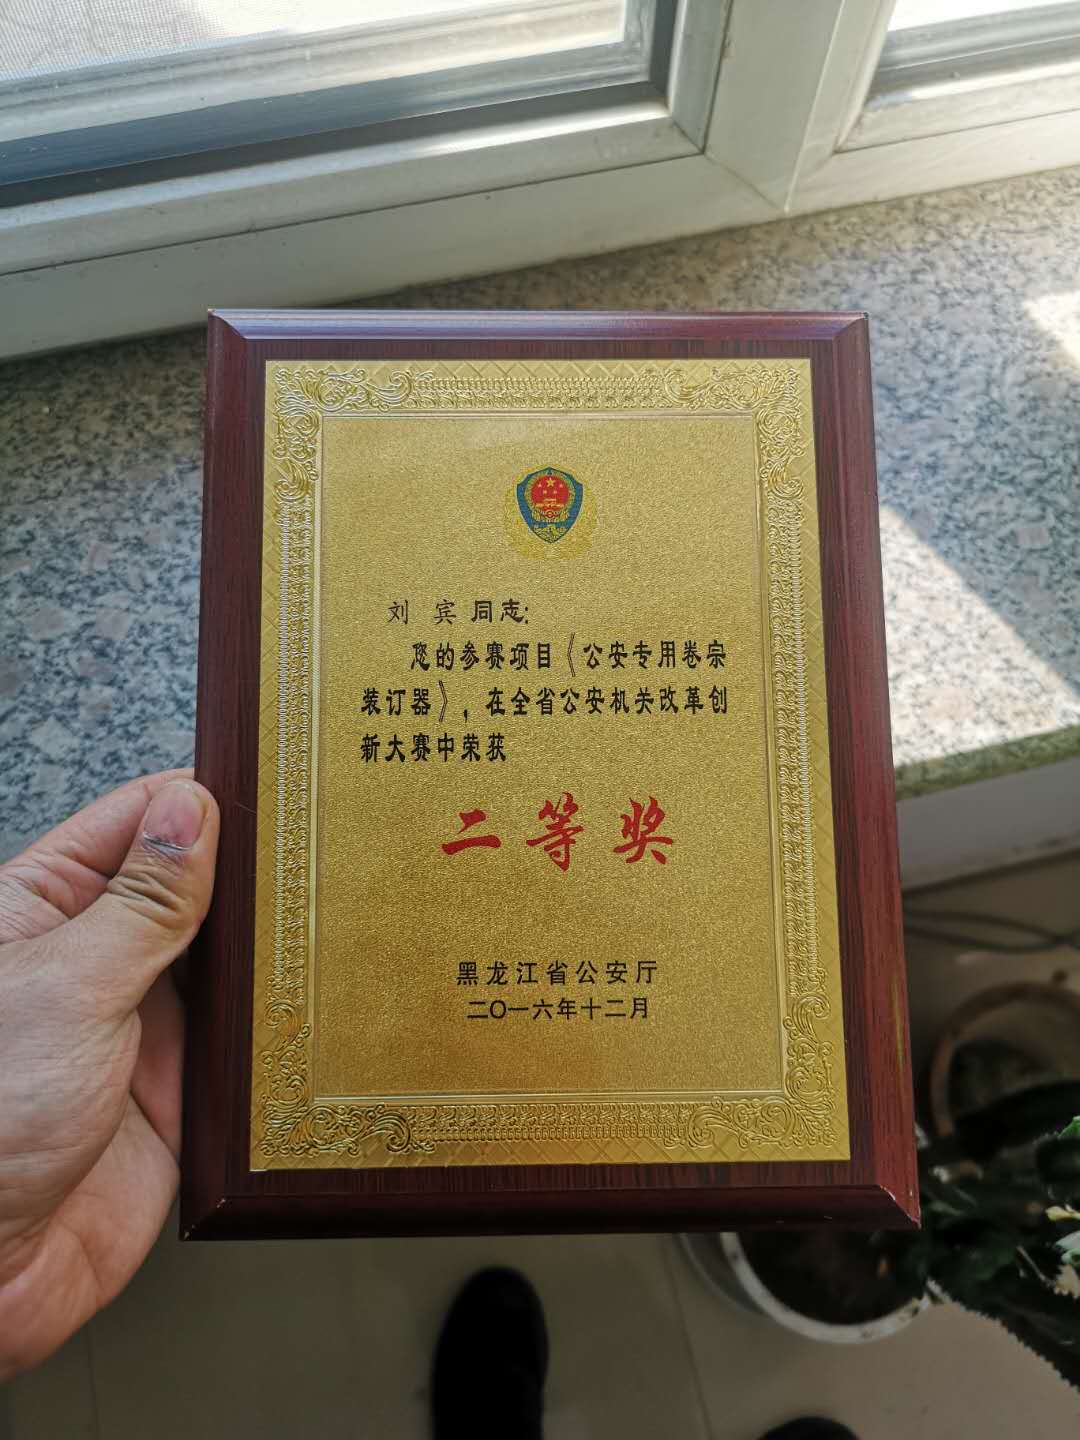 刘 宾 同志:
您的参赛项目《公安专用卷宗
装订器》，在全省公安机关改革创
新大赛中荣获
二等奖
黑龙江省公安厅
二〇一六年十二月